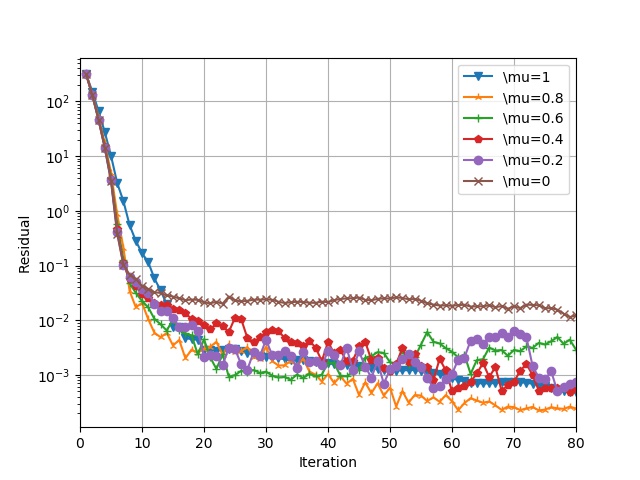 \mu=1
\mu=0.8
\mu=0.6
\mu=0.4
\mu=0.2
\mu=0
Residual
10²
10¹
10⁰
10⁻¹
10⁻²
10⁻³
0 10 20 30 40 50 60 70 80
Iteration